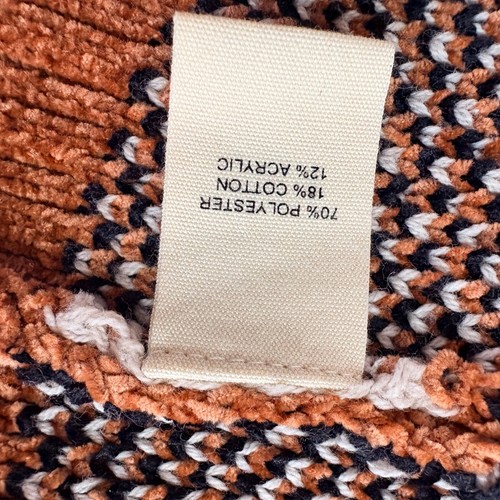 70% POLYESTER
18% COTTON
12% ACRYLIC